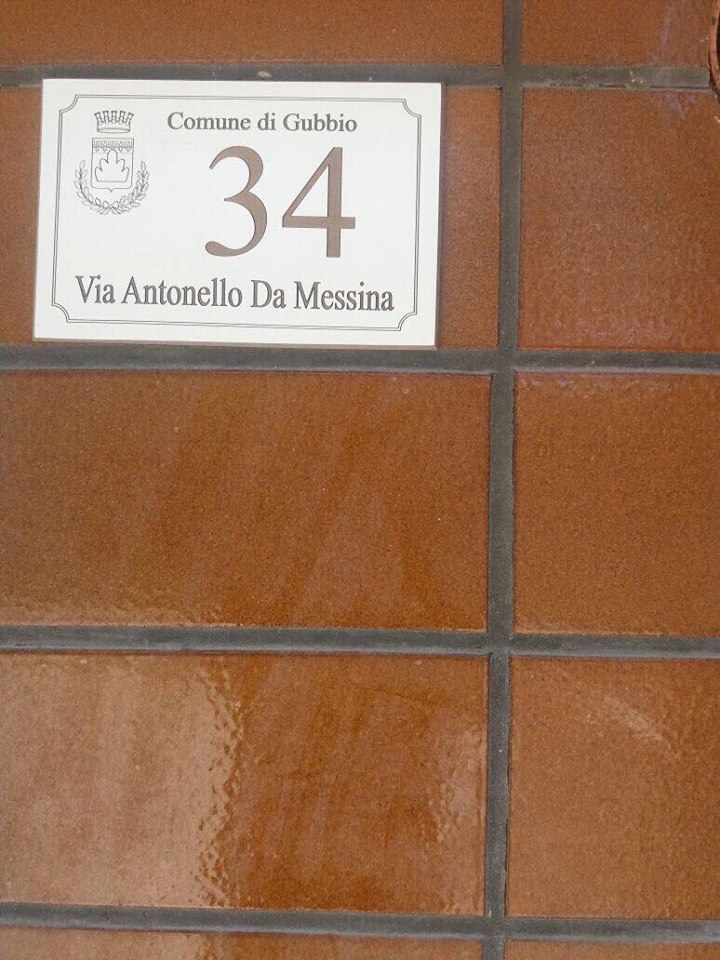 Comune di Gubbio
34
Via Antonello Da Messina